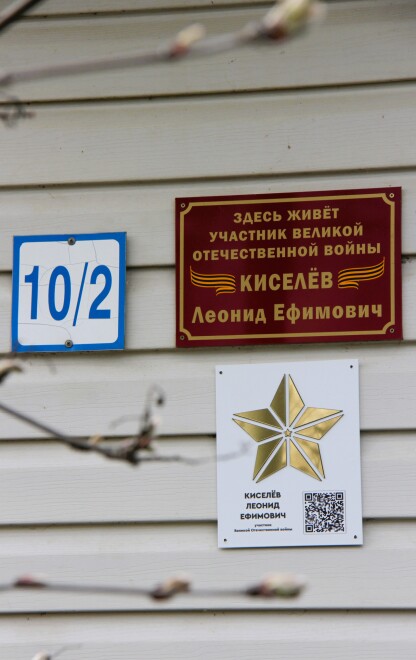 10/2
ЗДЕСЬ ЖИВЁТ
УЧАСТНИК ВЕЛИКОЙ
ОТЕЧЕСТВЕННОЙ ВОЙНЫ
КИСЕЛЁВ
Леонид Ефимович
КИСЕЛЁВ
ЛЕОНИД
ЕФИМОВИЧ
участник
Великой Отечественной войны